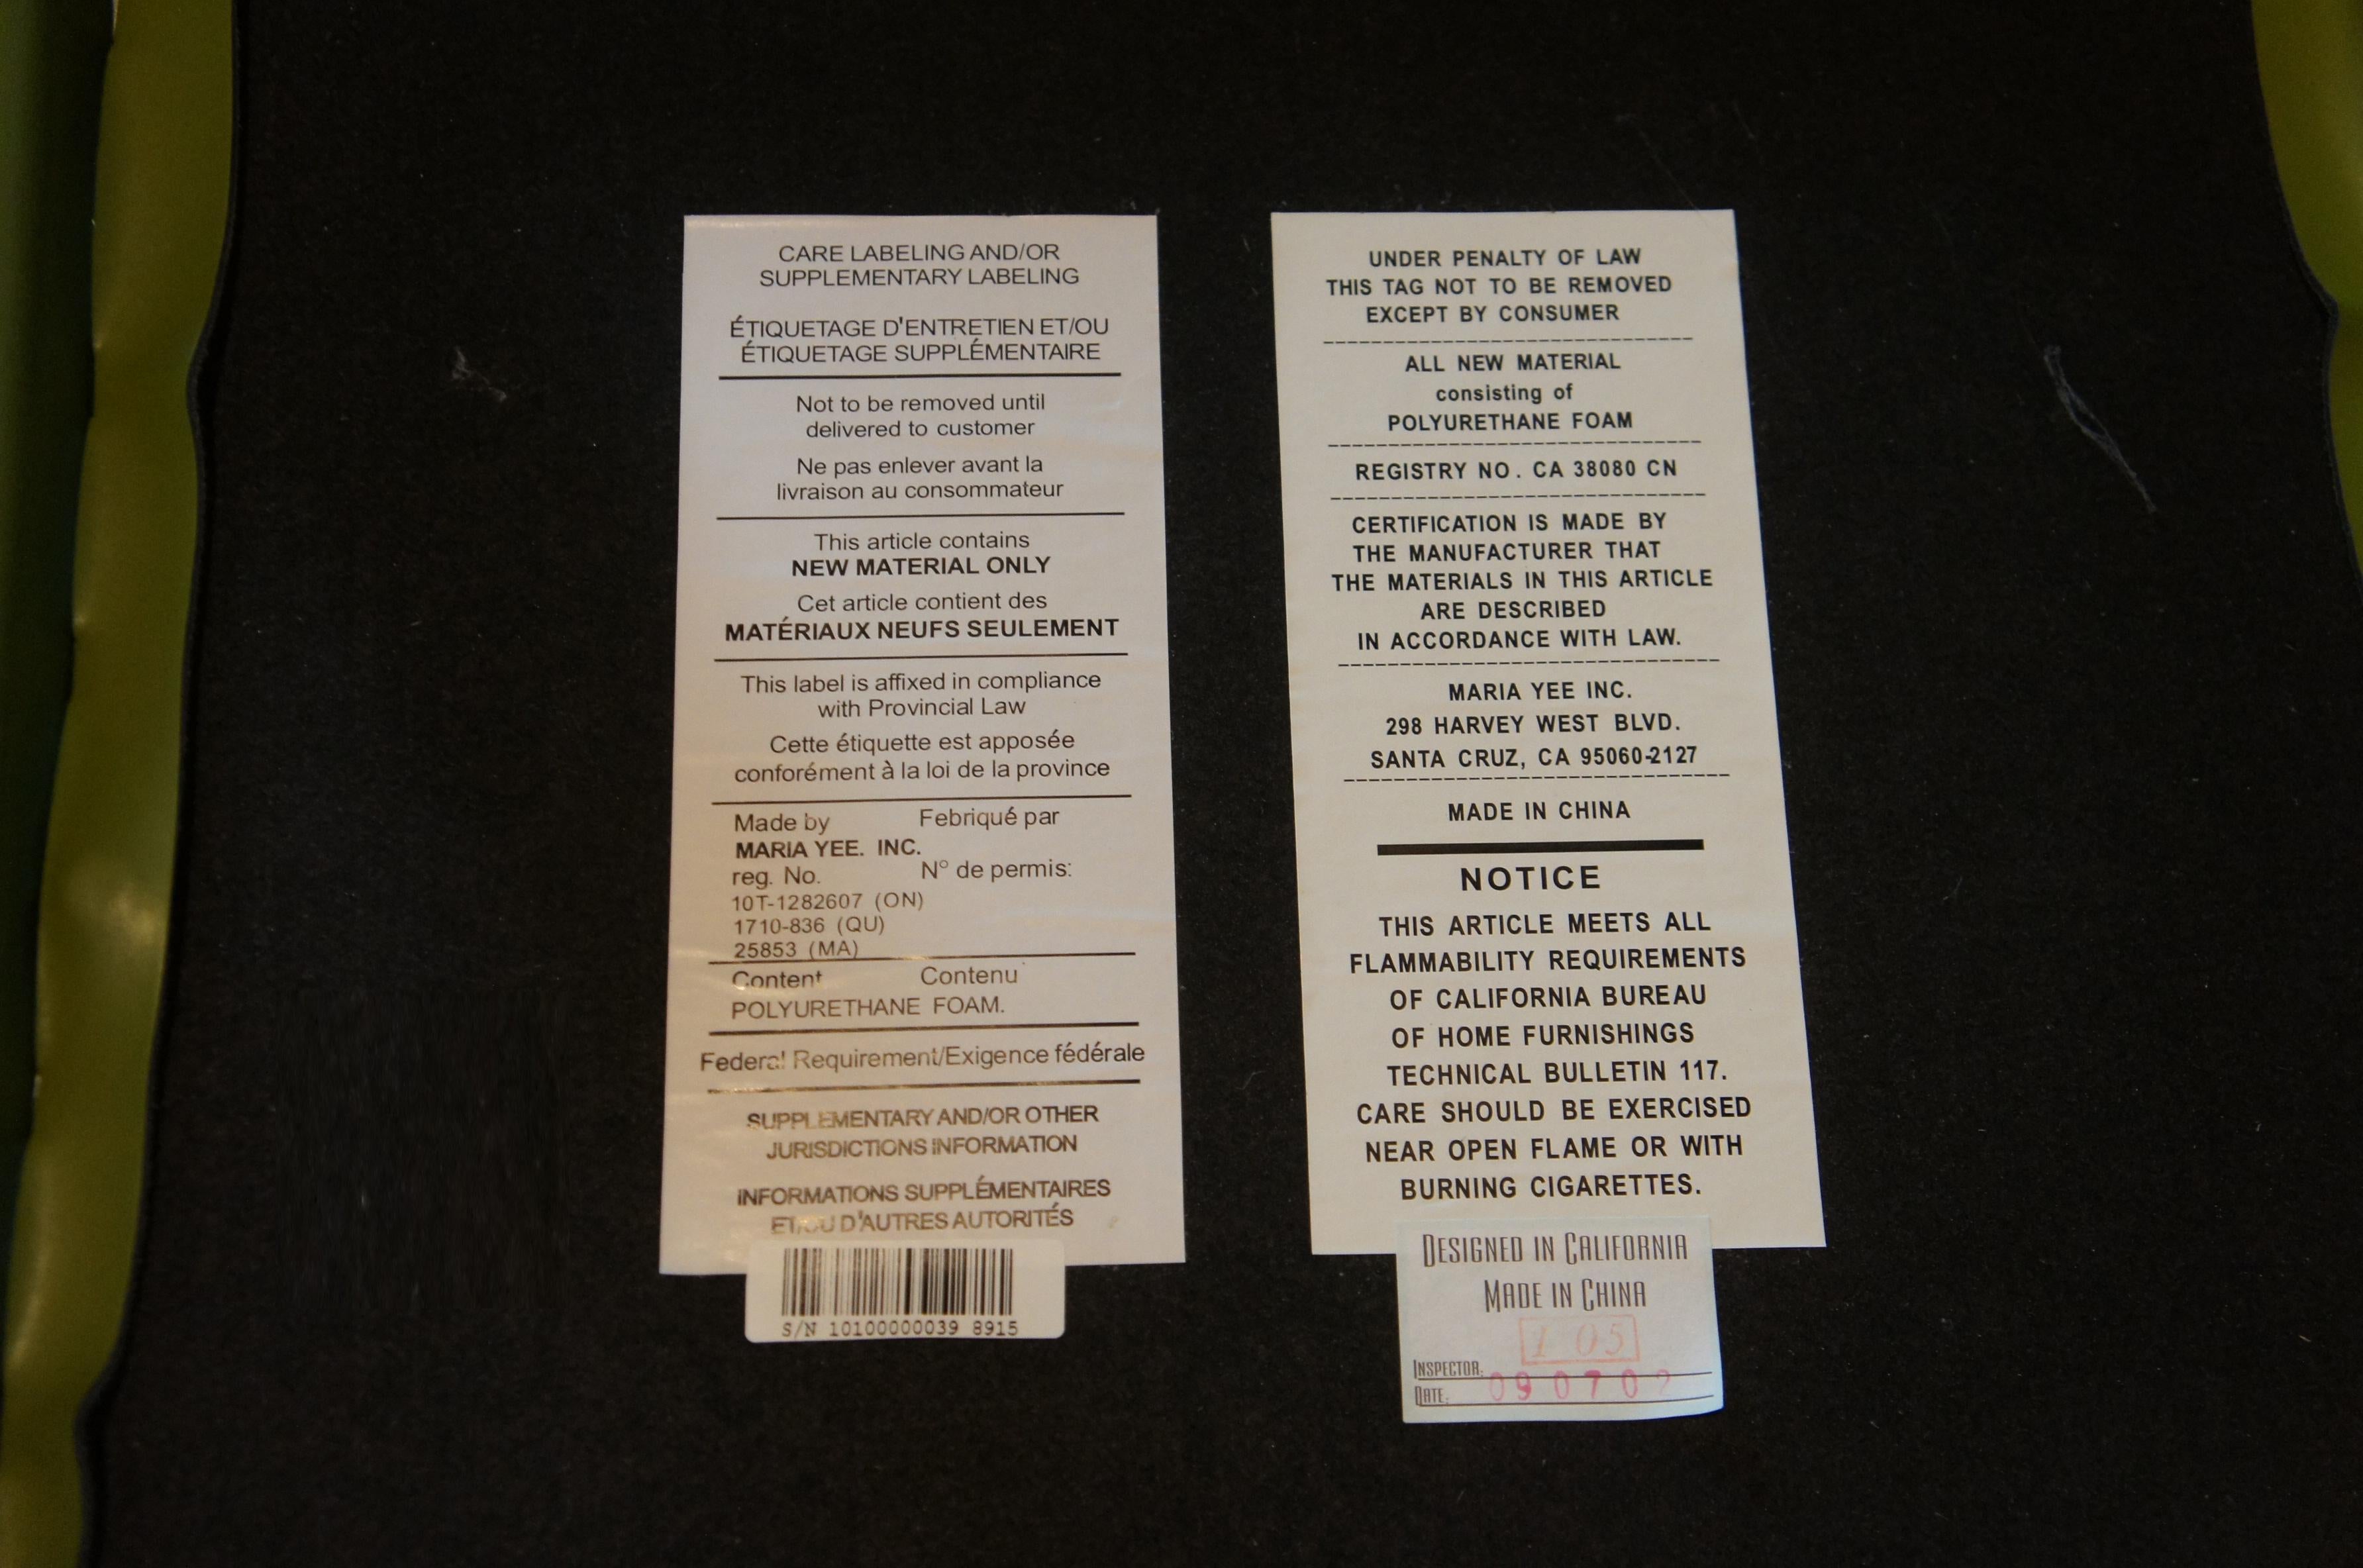 CARE LABELING AND/OR
SUPPLEMENTARY LABELING
ÉTIQUETAGE D'ENTRETIEN ET/OU
ÉTIQUETAGE SUPPLÉMENTAIRE
Not to be removed until
delivered to customer
Ne pas enlever avant la
livraison au consommateur
This article contains
NEW MATERIAL ONLY
Cet article contient des
MATÉRIAUX NEUFS SEULEMENT
This label is affixed in compliance
with Provincial Law
Cette étiquette est apposée
conforément à la loi de la province
Made by Febriqué par
MARIA YEE. INC.
reg. No. N° de permis:
10T-1282607 (ON)
1710-836 (QU)
25853 (MA)
Content Contenu
POLYURETHANE FOAM.
Federal Requirement/Exigence fédérale
SUPPLEMENTARY AND/OR OTHER
JURISDICTIONS INFORMATION
INFORMATIONS SUPPLÉMENTAIRES
ET/OU D'AUTRES AUTORITÉS
S/N 10100000039 8915
UNDER PENALTY OF LAW
THIS TAG NOT TO BE REMOVED
EXCEPT BY CONSUMER
ALL NEW MATERIAL
consisting of
POLYURETHANE FOAM
REGISTRY NO. CA 38080 CN
CERTIFICATION IS MADE BY
THE MANUFACTURER THAT
THE MATERIALS IN THIS ARTICLE
ARE DESCRIBED
IN ACCORDANCE WITH LAW.
MARIA YEE INC.
298 HARVEY WEST BLVD.
SANTA CRUZ, CA 95060-2127
MADE IN CHINA
NOTICE
THIS ARTICLE MEETS ALL
FLAMMABILITY REQUIREMENTS
OF CALIFORNIA BUREAU
OF HOME FURNISHINGS
TECHNICAL BULLETIN 117.
CARE SHOULD BE EXERCISED
NEAR OPEN FLAME OR WITH
BURNING CIGARETTES.
DESIGNED IN CALIFORNIA
MADE IN CHINA
105
INSPECTOR:
DATE: